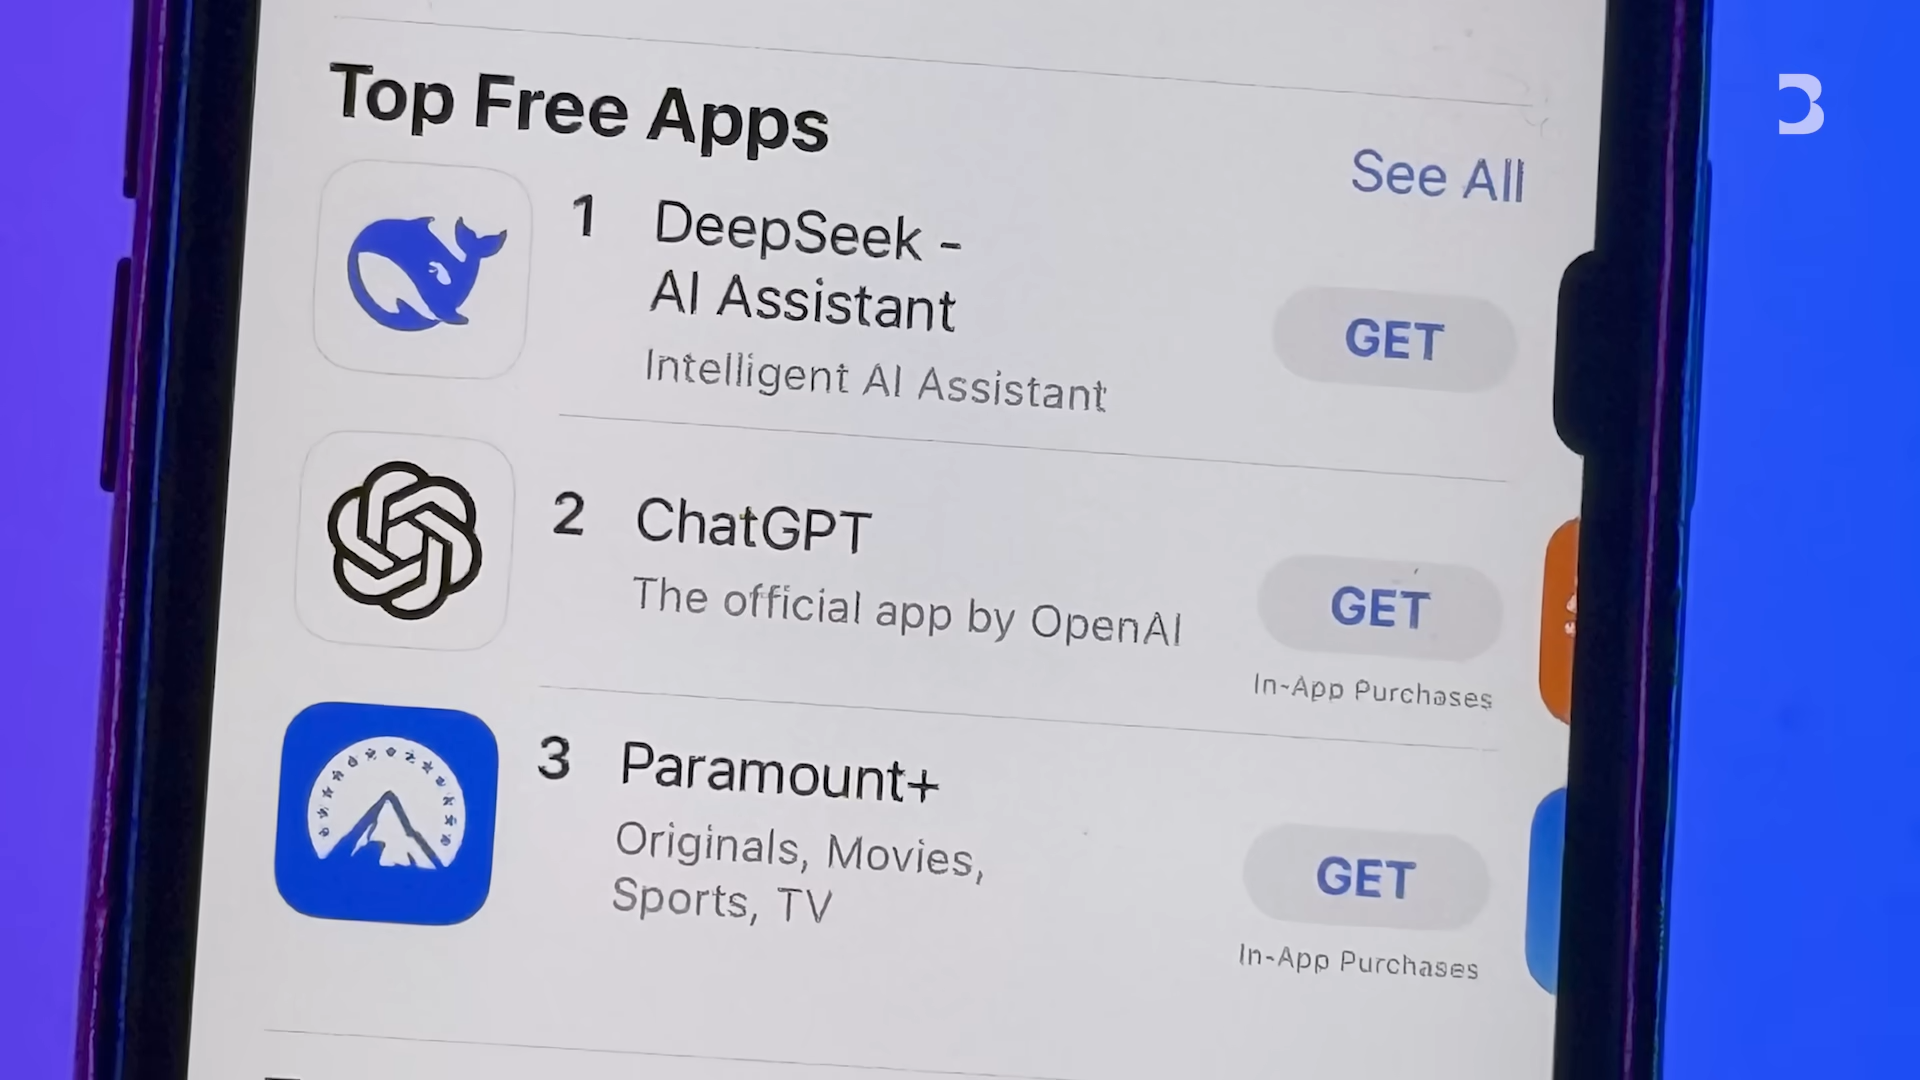 Top Free Apps
See All
1 DeepSeek -
AI Assistant
Intelligent AI Assistant
GET
2 ChatGPT
The official app by OpenAI
GET
In-App Purchases
3 Paramount+
Originals, Movies,
Sports, TV
GET
In-App Purchases
3